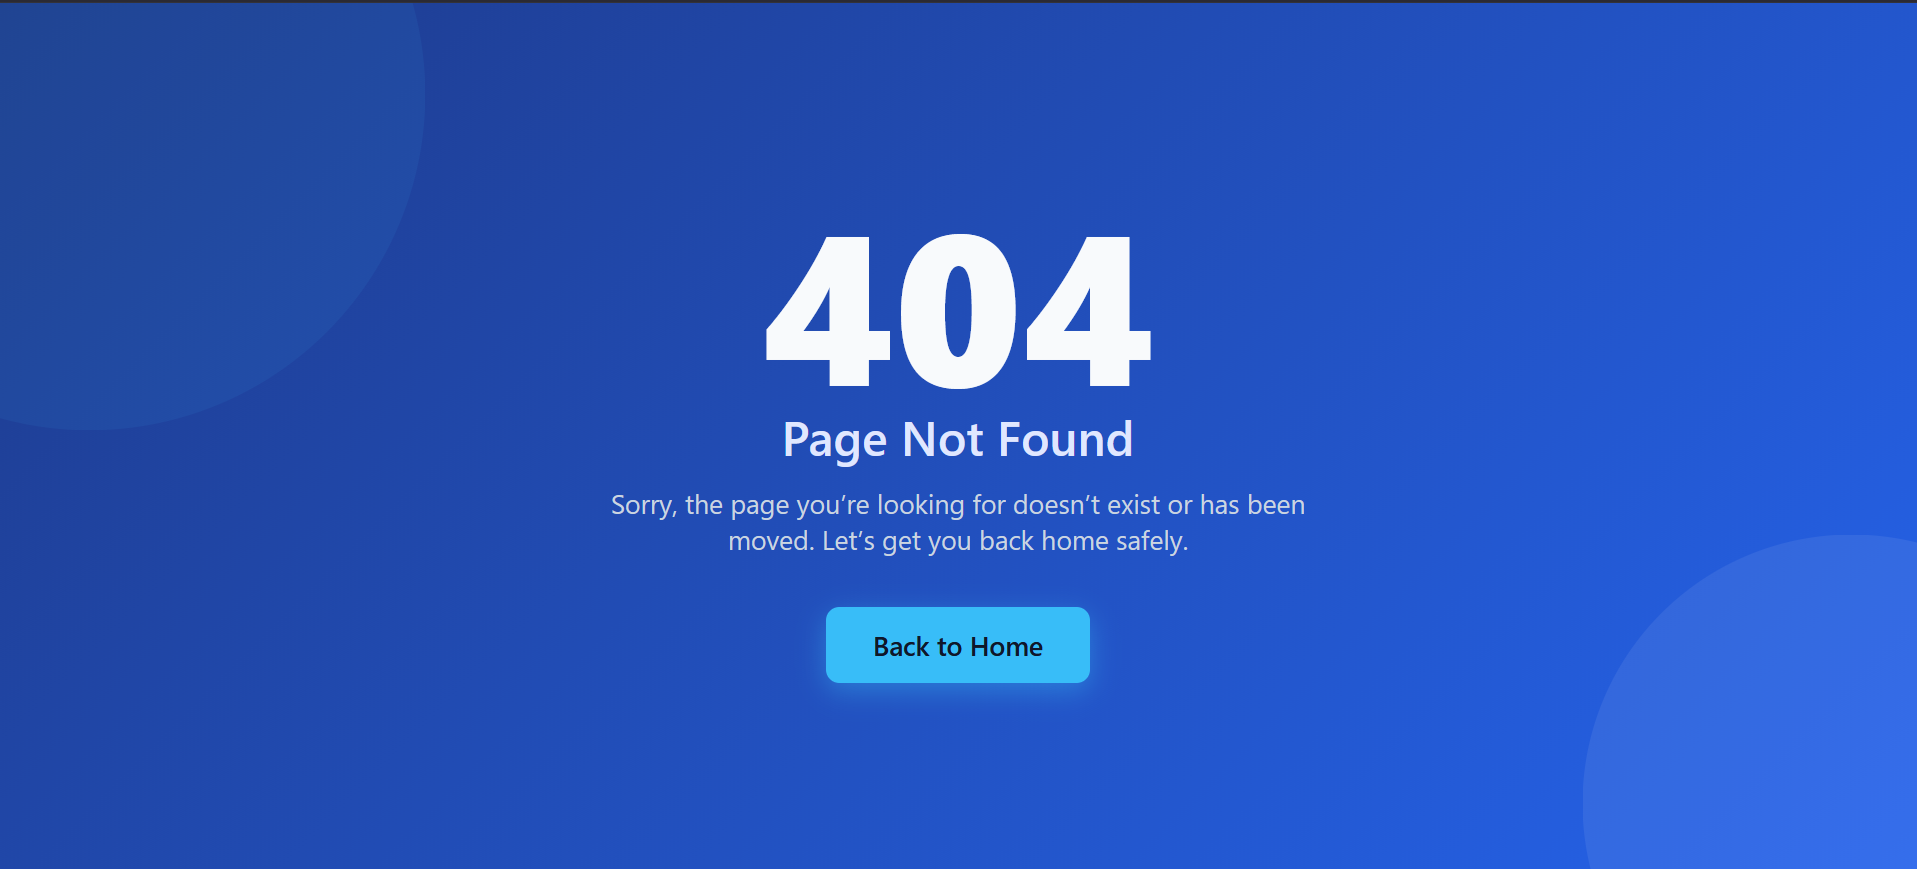 404
Page Not Found
Sorry, the page you’re looking for doesn’t exist or has been
moved. Let’s get you back home safely.
Back to Home